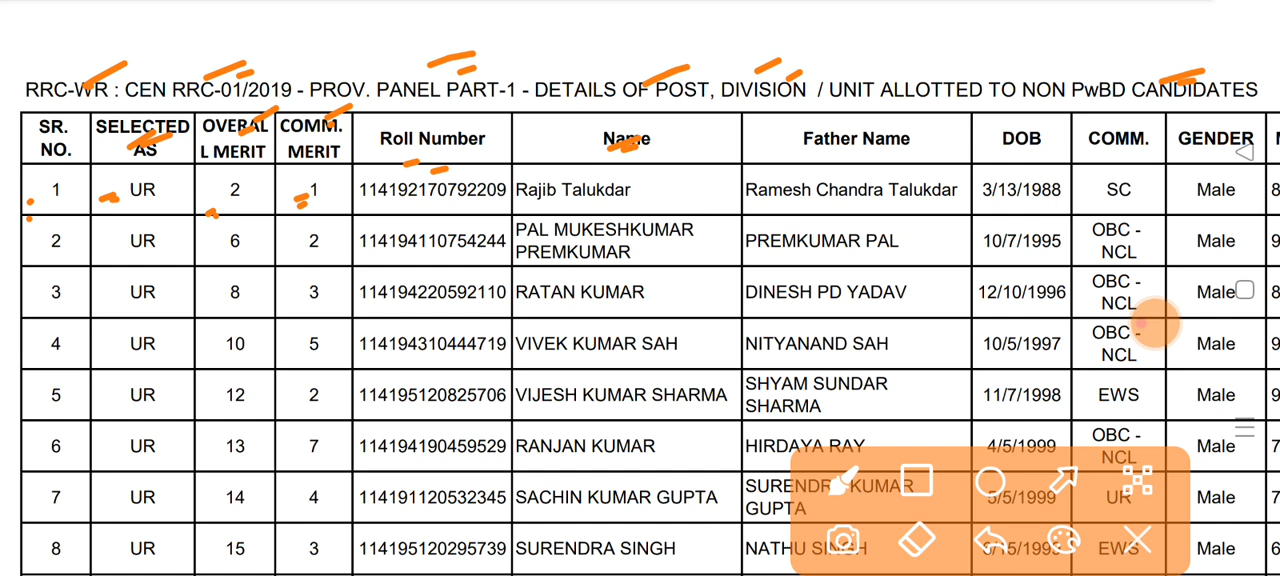 RRC-WR : CEN RRC-01/2019 - PROV. PANEL PART-1 - DETAILS OF POST, DIVISION / UNIT ALLOTTED TO NON PwBD CANDIDATES
SR. NO. SELECTED AS OVERAL L MERIT COMM. MERIT Roll Number Name Father Name DOB COMM. GENDER
1 UR 2 1 114192170792209 Rajib Talukdar Ramesh Chandra Talukdar 3/13/1988 SC Male 8
2 UR 6 2 114194110754244 PAL MUKESHKUMAR PREMKUMAR PREMKUMAR PAL 10/7/1995 OBC - NCL Male 9
3 UR 8 3 114194220592110 RATAN KUMAR DINESH PD YADAV 12/10/1996 OBC - NCL Male 8
4 UR 10 5 114194310444719 VIVEK KUMAR SAH NITYANAND SAH 10/5/1997 OBC - NCL Male 9
5 UR 12 2 114195120825706 VIJESH KUMAR SHARMA SHYAM SUNDAR SHARMA 11/7/1998 EWS Male 9
6 UR 13 7 114194190459529 RANJAN KUMAR HIRDAYA RAY 4/5/1999 OBC - NCL Male 7
7 UR 14 4 114191120532345 SACHIN KUMAR GUPTA SURENDRA KUMAR GUPTA 5/5/1999 UR Male 7
8 UR 15 3 114195120295739 SURENDRA SINGH NATHU SINGH EWS Male 6